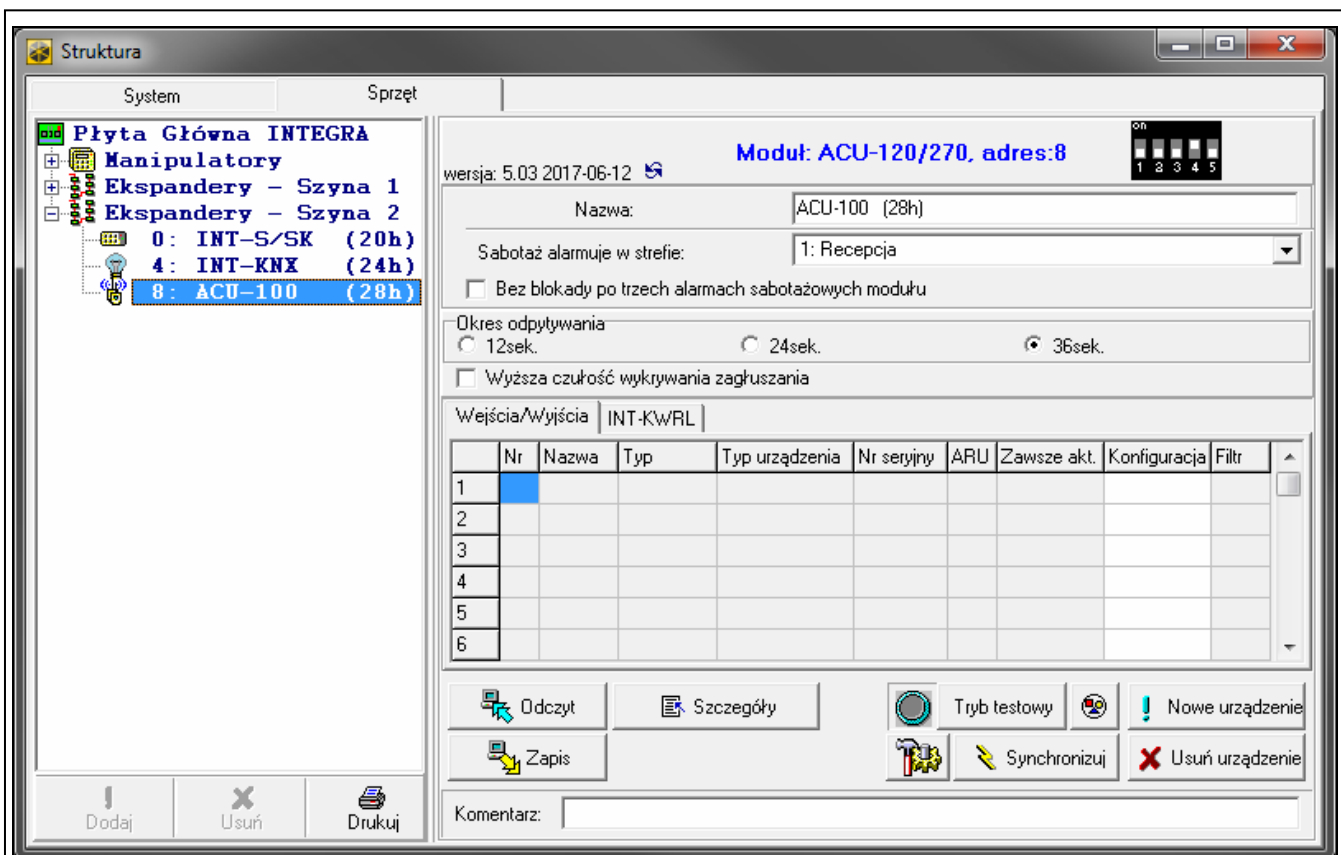 Struktura
System Sprzęt
Płyta Główna INTEGRA
Manipulatory
Ekspandery – Szyna 1
Ekspandery – Szyna 2
0: INT–S/SK (20h)
4: INT–KNX (24h)
8: ACU–100 (28h)
Dodaj Usuń Drukuj
wersja: 5.03 2017-06-12 Moduł: ACU-120/270, adres:8
on
1 2 3 4 5
Nazwa: ACU-100 (28h)
Sabotaż alarmuje w strefie: 1: Recepcja
Bez blokady po trzech alarmach sabotażowych modułu
Okres odpytywania
12sek. 24sek. 36sek.
Wyższa czułość wykrywania zagłuszania
Wejścia/Wyjścia INT-KWRL
Nr Nazwa Typ Typ urządzenia Nr seryjny ARU Zawsze akt. Konfiguracja Filtr
1
2
3
4
5
6
Odczyt Szczegóły Tryb testowy Nowe urządzenie
Zapis Synchronizuj Usuń urządzenie
Komentarz: